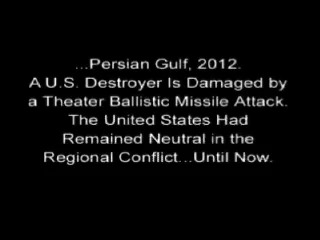 ...Persian Gulf, 2012.
A U.S. Destroyer Is Damaged by
a Theater Ballistic Missile Attack.
The United States Had
Remained Neutral in the
Regional Conflict...Until Now.